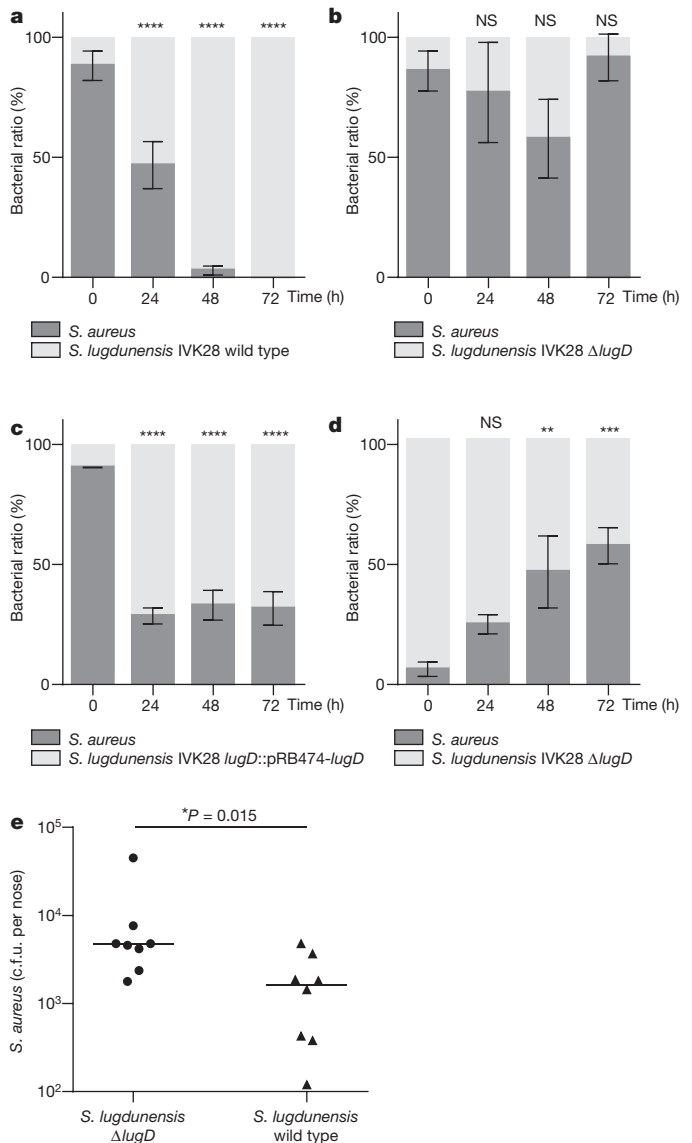 a
**** **** ****
100
50
0
Bacterial ratio (%)
0 24 48 72 Time (h)
S. aureus
S. lugdunensis IVK28 wild type
b
NS NS NS
100
50
0
Bacterial ratio (%)
0 24 48 72 Time (h)
S. aureus
S. lugdunensis IVK28 ΔlugD
c
**** **** ****
100
50
0
Bacterial ratio (%)
0 24 48 72 Time (h)
S. aureus
S. lugdunensis IVK28 lugD::pRB474-lugD
d
NS ** ***
100
50
0
Bacterial ratio (%)
0 24 48 72 Time (h)
S. aureus
S. lugdunensis IVK28 ΔlugD
e
*P = 0.015
10⁵
10⁴
10³
10²
S. aureus (c.f.u. per nose)
S. lugdunensis
ΔlugD
S. lugdunensis
wild type